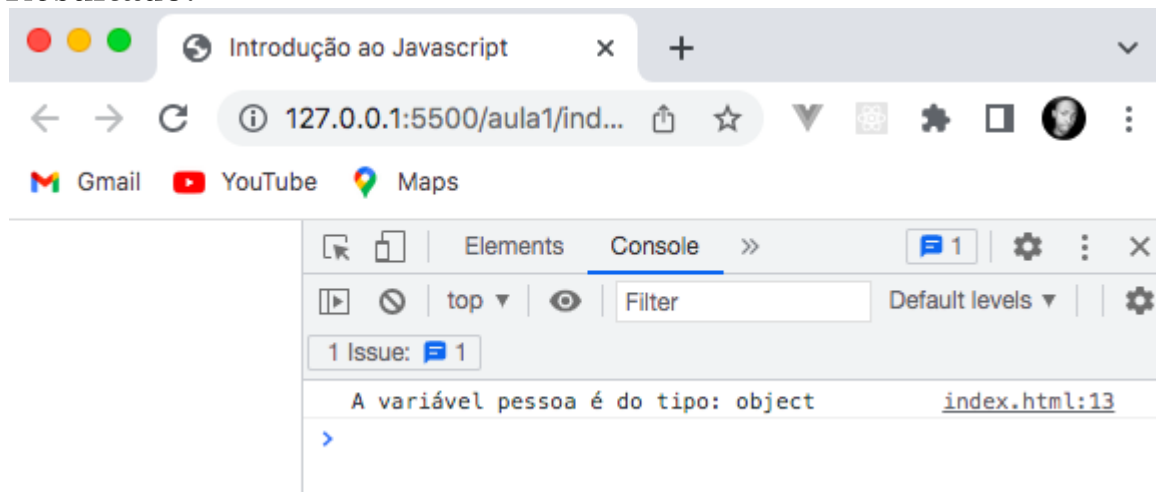 Introdução ao Javascript
127.0.0.1:5500/aula1/ind...
Gmail YouTube Maps
Elements Console » 1
top Filter Default levels
1 Issue: 1
A variável pessoa é do tipo: object index.html:13
>